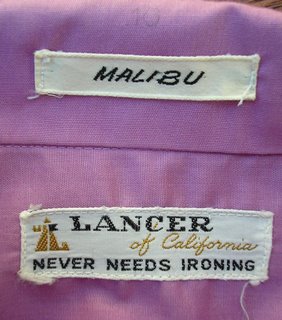 MALIBU
LANCER
of California
NEVER NEEDS IRONING